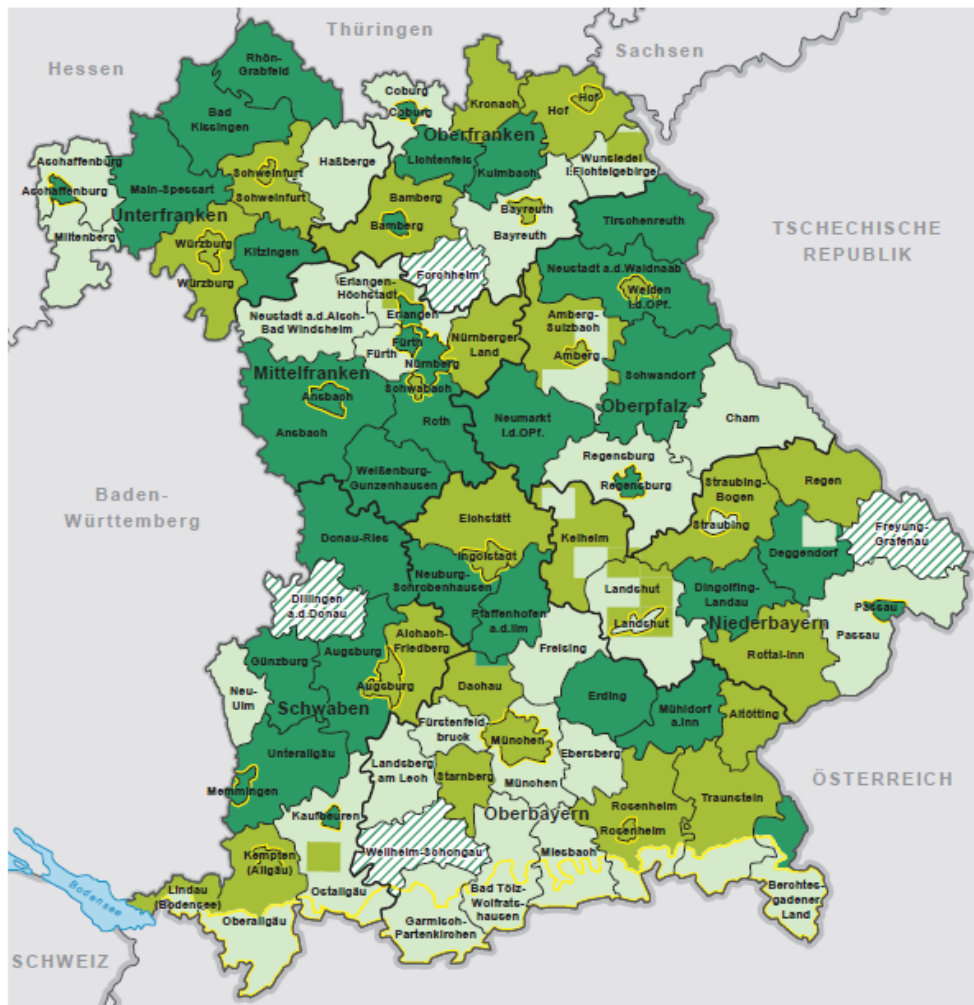 Thüringen
Sachsen
Hessen
Rhön-
Grabfeld
Coburg
Coburg
Kronach
Hof
Hof
Bad
Kissingen
Oberfranken
Aschaffenburg
Aschaffenburg
Main-Spessart
Schweinfurt
Schweinfurt
Haßberge
Lichtenfels
Kulmbach
Wunsiedel
i.Fichtelgebirge
Unterfranken
Miltenberg
Bamberg
Bamberg
Bayreuth
Bayreuth
Tirschenreuth
TSCHECHISCHE
REPUBLIK
Würzburg
Würzburg
Kitzingen
Forchheim
Neustadt a.d.Waldnaab
Weiden
i.d.OPf.
Erlangen-
Höchstadt
Erlangen
Neustadt a.d.Aisch-
Bad Windsheim
Fürth
Fürth
Nürnberg
Nürnberger
Land
Amberg-
Sulzbach
Amberg
Schwandorf
Mittelfranken
Schwabach
Ansbach
Ansbach
Roth
Neumarkt
i.d.OPf.
Oberpfalz
Cham
Weißenburg-
Gunzenhausen
Regensburg
Regensburg
Straubing-
Bogen
Straubing
Regen
Baden-
Württemberg
Eichstätt
Ingolstadt
Kelheim
Freyung-
Grafenau
Deggendorf
Donau-Ries
Neuburg-
Schrobenhausen
Pfaffenhofen
a.d.Ilm
Landshut
Landshut
Dingolfing-
Landau
Niederbayern
Passau
Passau
Dillingen
a.d.Donau
Rottal-Inn
Günzburg
Augsburg
Augsburg
Aichach-
Friedberg
Freising
Neu-
Ulm
Schwaben
Dachau
Erding
Mühldorf
a.Inn
Altötting
Fürstenfeld-
bruck
München
München
Ebersberg
Unterallgäu
Memmingen
Landsberg
am Lech
Starnberg
ÖSTERREICH
Kaufbeuren
Oberbayern
Rosenheim
Rosenheim
Traunstein
Kempten
(Allgäu)
Weilheim-Schongau
Miesbach
Bodensee
Lindau
(Bodensee)
Oberallgäu
Ostallgäu
Garmisch-
Partenkirchen
Bad Tölz-
Wolfrats-
hausen
Berchtes-
gadener
Land
SCHWEIZ